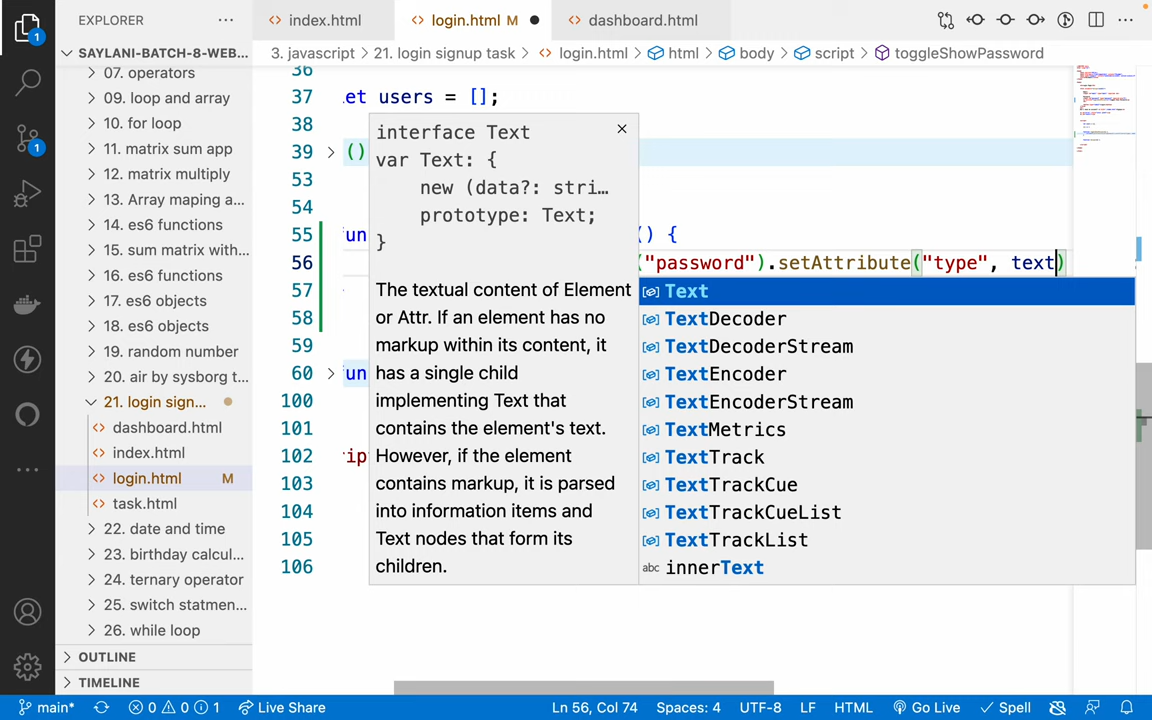 EXPLORER
index.html
login.html M
dashboard.html
SAYLANI-BATCH-8-WEB...
3. javascript > 21. login signup task > login.html > html > body > script > toggleShowPassword
07. operators
09. loop and array
10. for loop
11. matrix sum app
12. matrix multiply
13. Array maping a...
14. es6 functions
15. sum matrix with...
16. es6 functions
17. es6 objects
18. es6 objects
19. random number
20. air by sysborg t...
21. login sign...
dashboard.html
index.html
login.html M
task.html
22. date and time
23. birthday calcul...
24. ternary operator
25. switch statmen...
26. while loop
OUTLINE
TIMELINE
1
1
36
37 et users = [];
38
39 ()
53
54
55 un () {
56 ("password").setAttribute("type", text)
57
58
59
60 un
100
101
102 ript
103
104
105
106
interface Text
var Text: {
new (data?: stri...
prototype: Text;
}
The textual content of Element
or Attr. If an element has no
markup within its content, it
has a single child
implementing Text that
contains the element's text.
However, if the element
contains markup, it is parsed
into information items and
Text nodes that form its
children.
Text
TextDecoder
TextDecoderStream
TextEncoder
TextEncoderStream
TextMetrics
TextTrack
TextTrackCue
TextTrackCueList
TextTrackList
abc innerText
main* 0 0 1 Live Share Ln 56, Col 74 Spaces: 4 UTF-8 LF HTML Go Live Spell